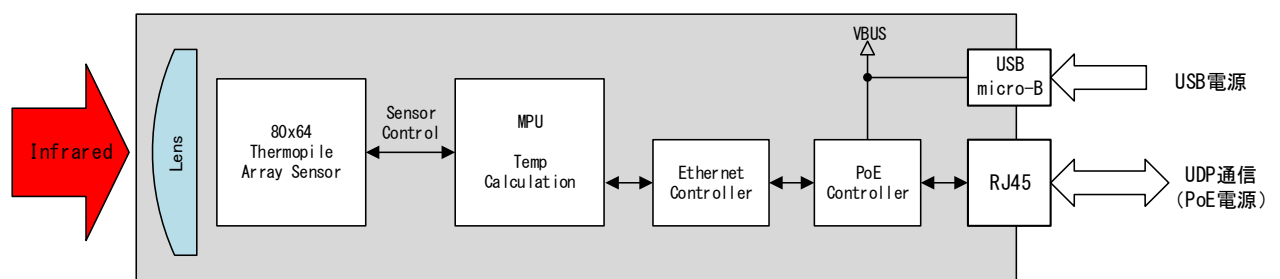 Infrared
Lens
80x64
Thermopile
Array Sensor
Sensor
Control
MPU
Temp
Calculation
Ethernet
Controller
PoE
Controller
VBUS
USB
micro-B
RJ45
USB電源
UDP通信
(PoE電源)